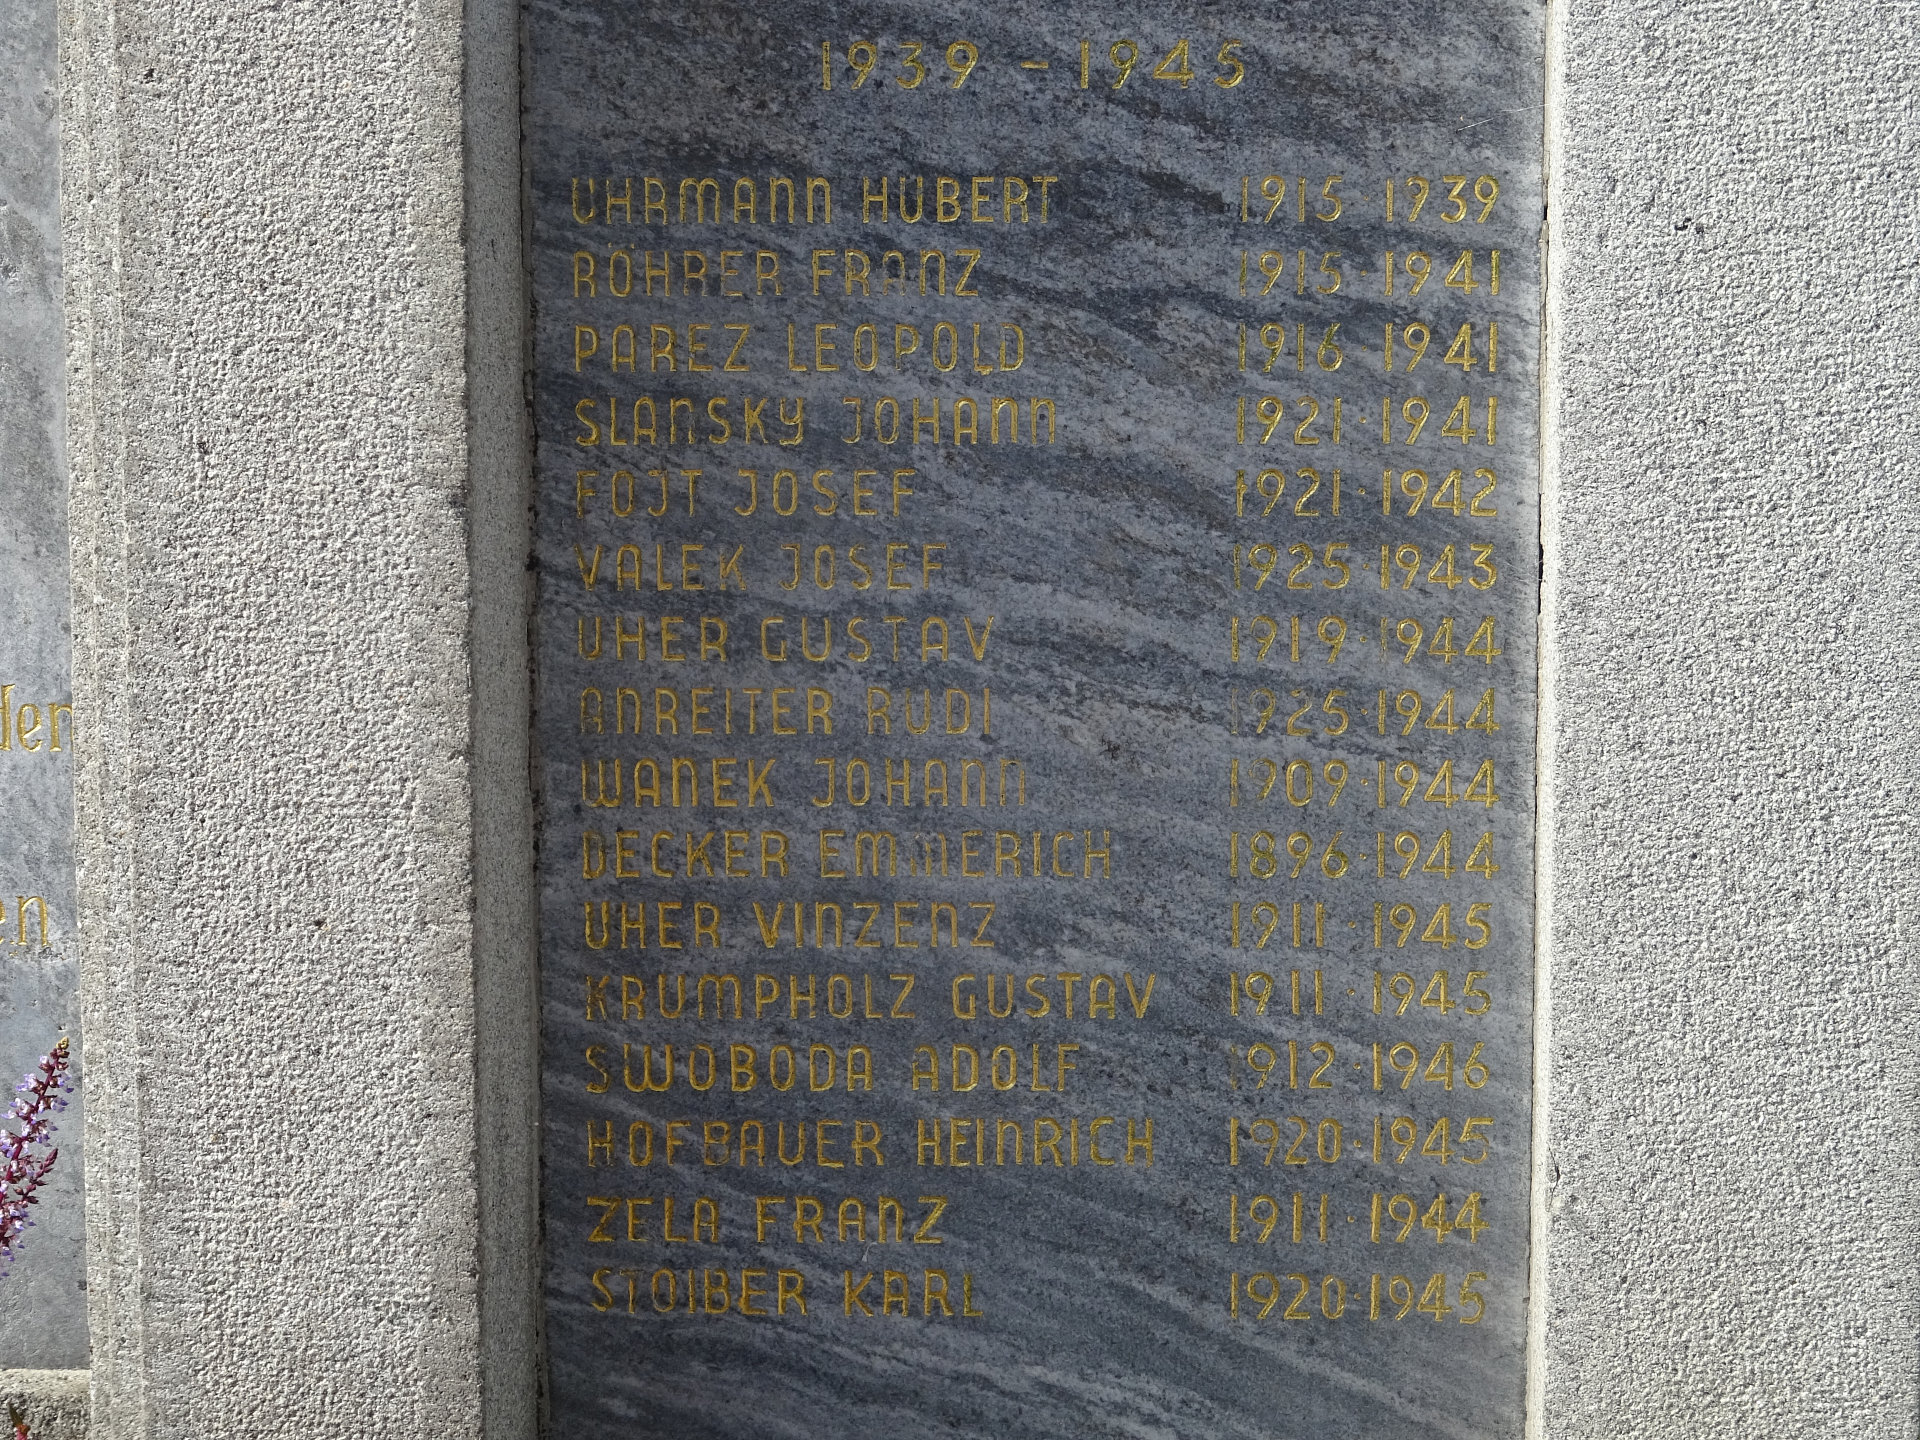 1939 - 1945
UHRMANN HUBERT 1915 · 1939
RÖHRER FRANZ 1915 · 1941
PAREZ LEOPOLD 1916 · 1941
SLANSKY JOHANN 1921 · 1941
FOJT JOSEF 1921 · 1942
VALEK JOSEF 1925 · 1943
UHER GUSTAV 1919 · 1944
ANREITER RUDI 1925 · 1944
WANEK JOHANN 1909 · 1944
DECKER EMMERICH 1896 · 1944
UHER VINZENZ 1911 · 1945
KRUMPHOLZ GUSTAV 1911 · 1945
SWOBODA ADOLF 1912 · 1946
HOFBAUER HEINRICH 1920 · 1945
ZELA FRANZ 1911 · 1944
STOIBER KARL 1920 · 1945